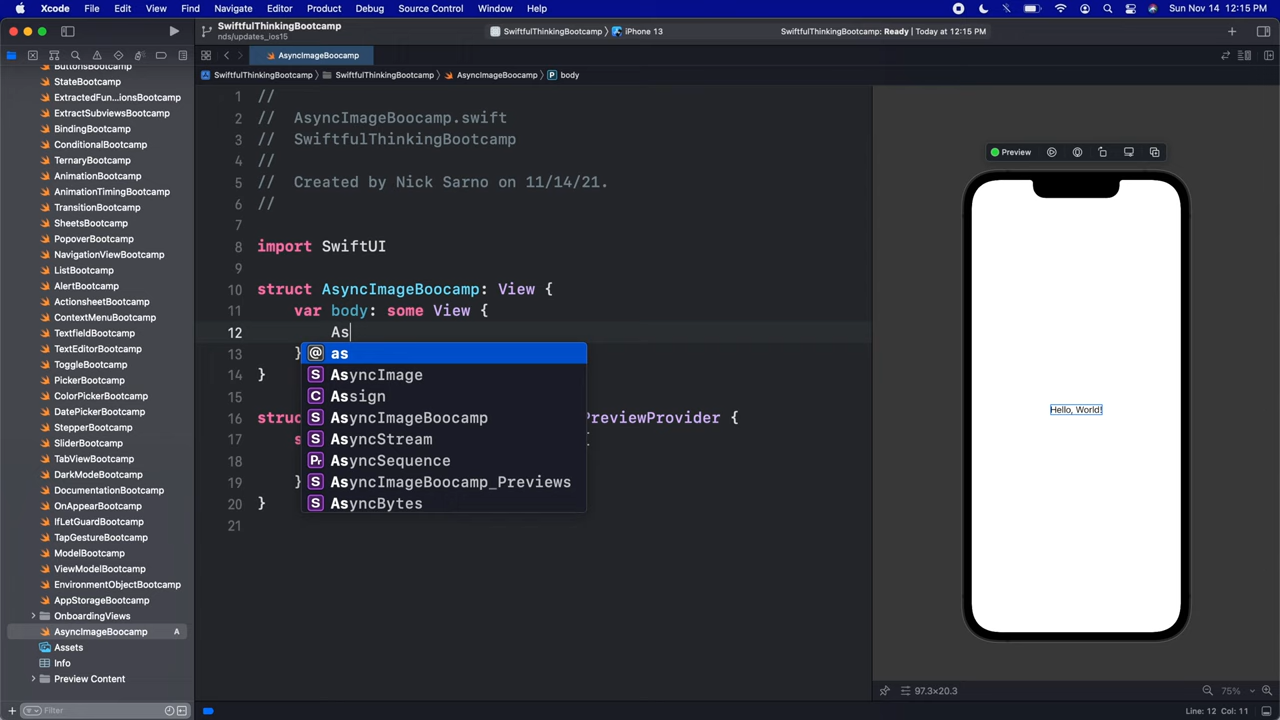 Xcode File Edit View Find Navigate Editor Product Debug Source Control Window Help Sun Nov 14 12:15 PM
SwiftfulThinkingBootcamp
nds/updates_ios15
SwiftfulThinkingBootcamp 〉 iPhone 13
SwiftfulThinkingBootcamp: Ready | Today at 12:15 PM
AsyncImageBoocamp
SwiftfulThinkingBootcamp 〉 SwiftfulThinkingBootcamp 〉 AsyncImageBoocamp 〉 P body
ButtonsBootcamp
StateBootcamp
ExtractedFun...ionsBootcamp
ExtractSubviewsBootcamp
BindingBootcamp
ConditionalBootcamp
TernaryBootcamp
AnimationBootcamp
AnimationTimingBootcamp
TransitionBootcamp
SheetsBootcamp
PopoverBootcamp
NavigationViewBootcamp
ListBootcamp
AlertBootcamp
ActionsheetBootcamp
ContextMenuBootcamp
TextfieldBootcamp
TextEditorBootcamp
ToggleBootcamp
PickerBootcamp
ColorPickerBootcamp
DatePickerBootcamp
StepperBootcamp
SliderBootcamp
TabViewBootcamp
DarkModeBootcamp
DocumentationBootcamp
OnAppearBootcamp
IfLetGuardBootcamp
TapGestureBootcamp
ModelBootcamp
ViewModelBootcamp
EnvironmentObjectBootcamp
AppStorageBootcamp
OnboardingViews
AsyncImageBoocamp A
Assets
Info
Preview Content
Filter
1 //
2 // AsyncImageBoocamp.swift
3 // SwiftfulThinkingBootcamp
4 //
5 // Created by Nick Sarno on 11/14/21.
6 //
7
8 import SwiftUI
9
10 struct AsyncImageBoocamp: View {
11 var body: some View {
12 As
13 }
14 }
15
16 struc PreviewProvider {
17 s {
18
19 }
20 }
21
@ as
S AsyncImage
C Assign
S AsyncImageBoocamp
S AsyncStream
Pr AsyncSequence
S AsyncImageBoocamp_Previews
S AsyncBytes
Preview
Hello, World!
97.3×20.3
75%
Line: 12 Col: 11